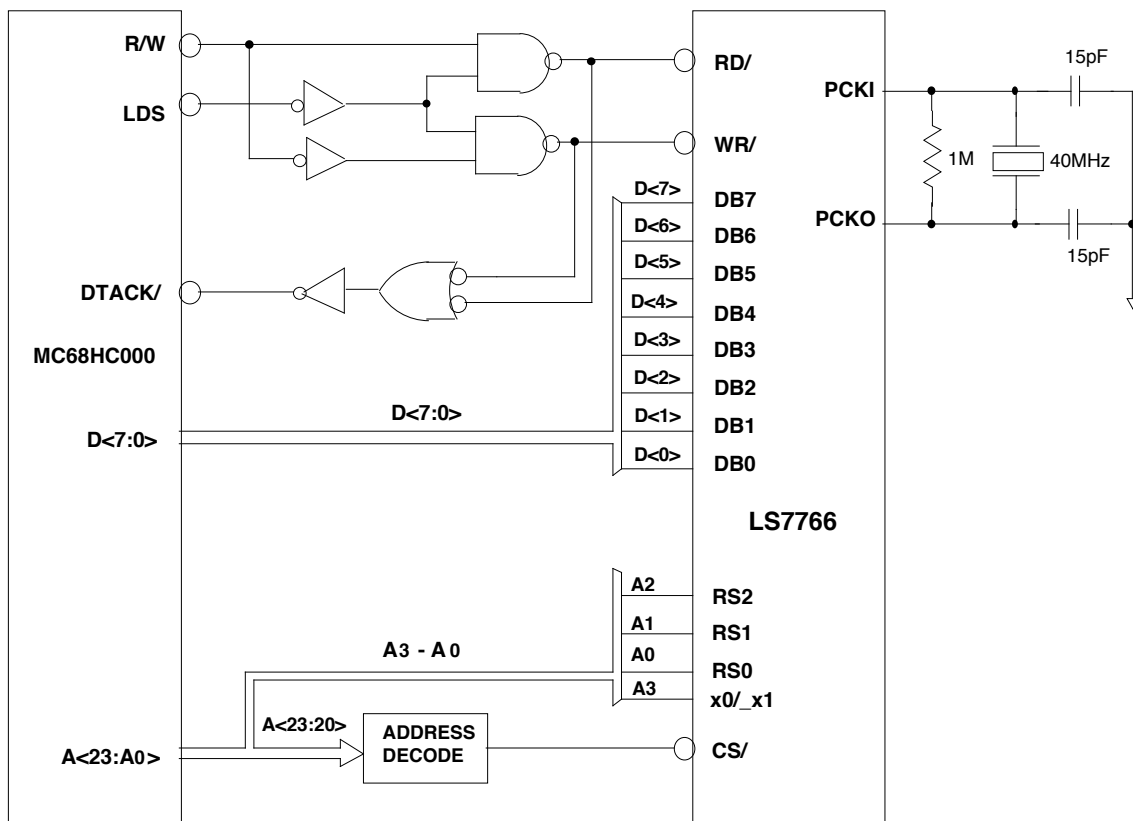 R/W
LDS
DTACK/
MC68HC000
D<7:0>
A<23:A0>
D<7:0>
A3 - A0
A<23:20>
ADDRESS
DECODE
D<7>
D<6>
D<5>
D<4>
D<3>
D<2>
D<1>
D<0>
A2
A1
A0
A3
RD/
WR/
DB7
DB6
DB5
DB4
DB3
DB2
DB1
DB0
LS7766
RS2
RS1
RS0
x0/_x1
CS/
PCKI
PCKO
15pF
1M
40MHz
15pF